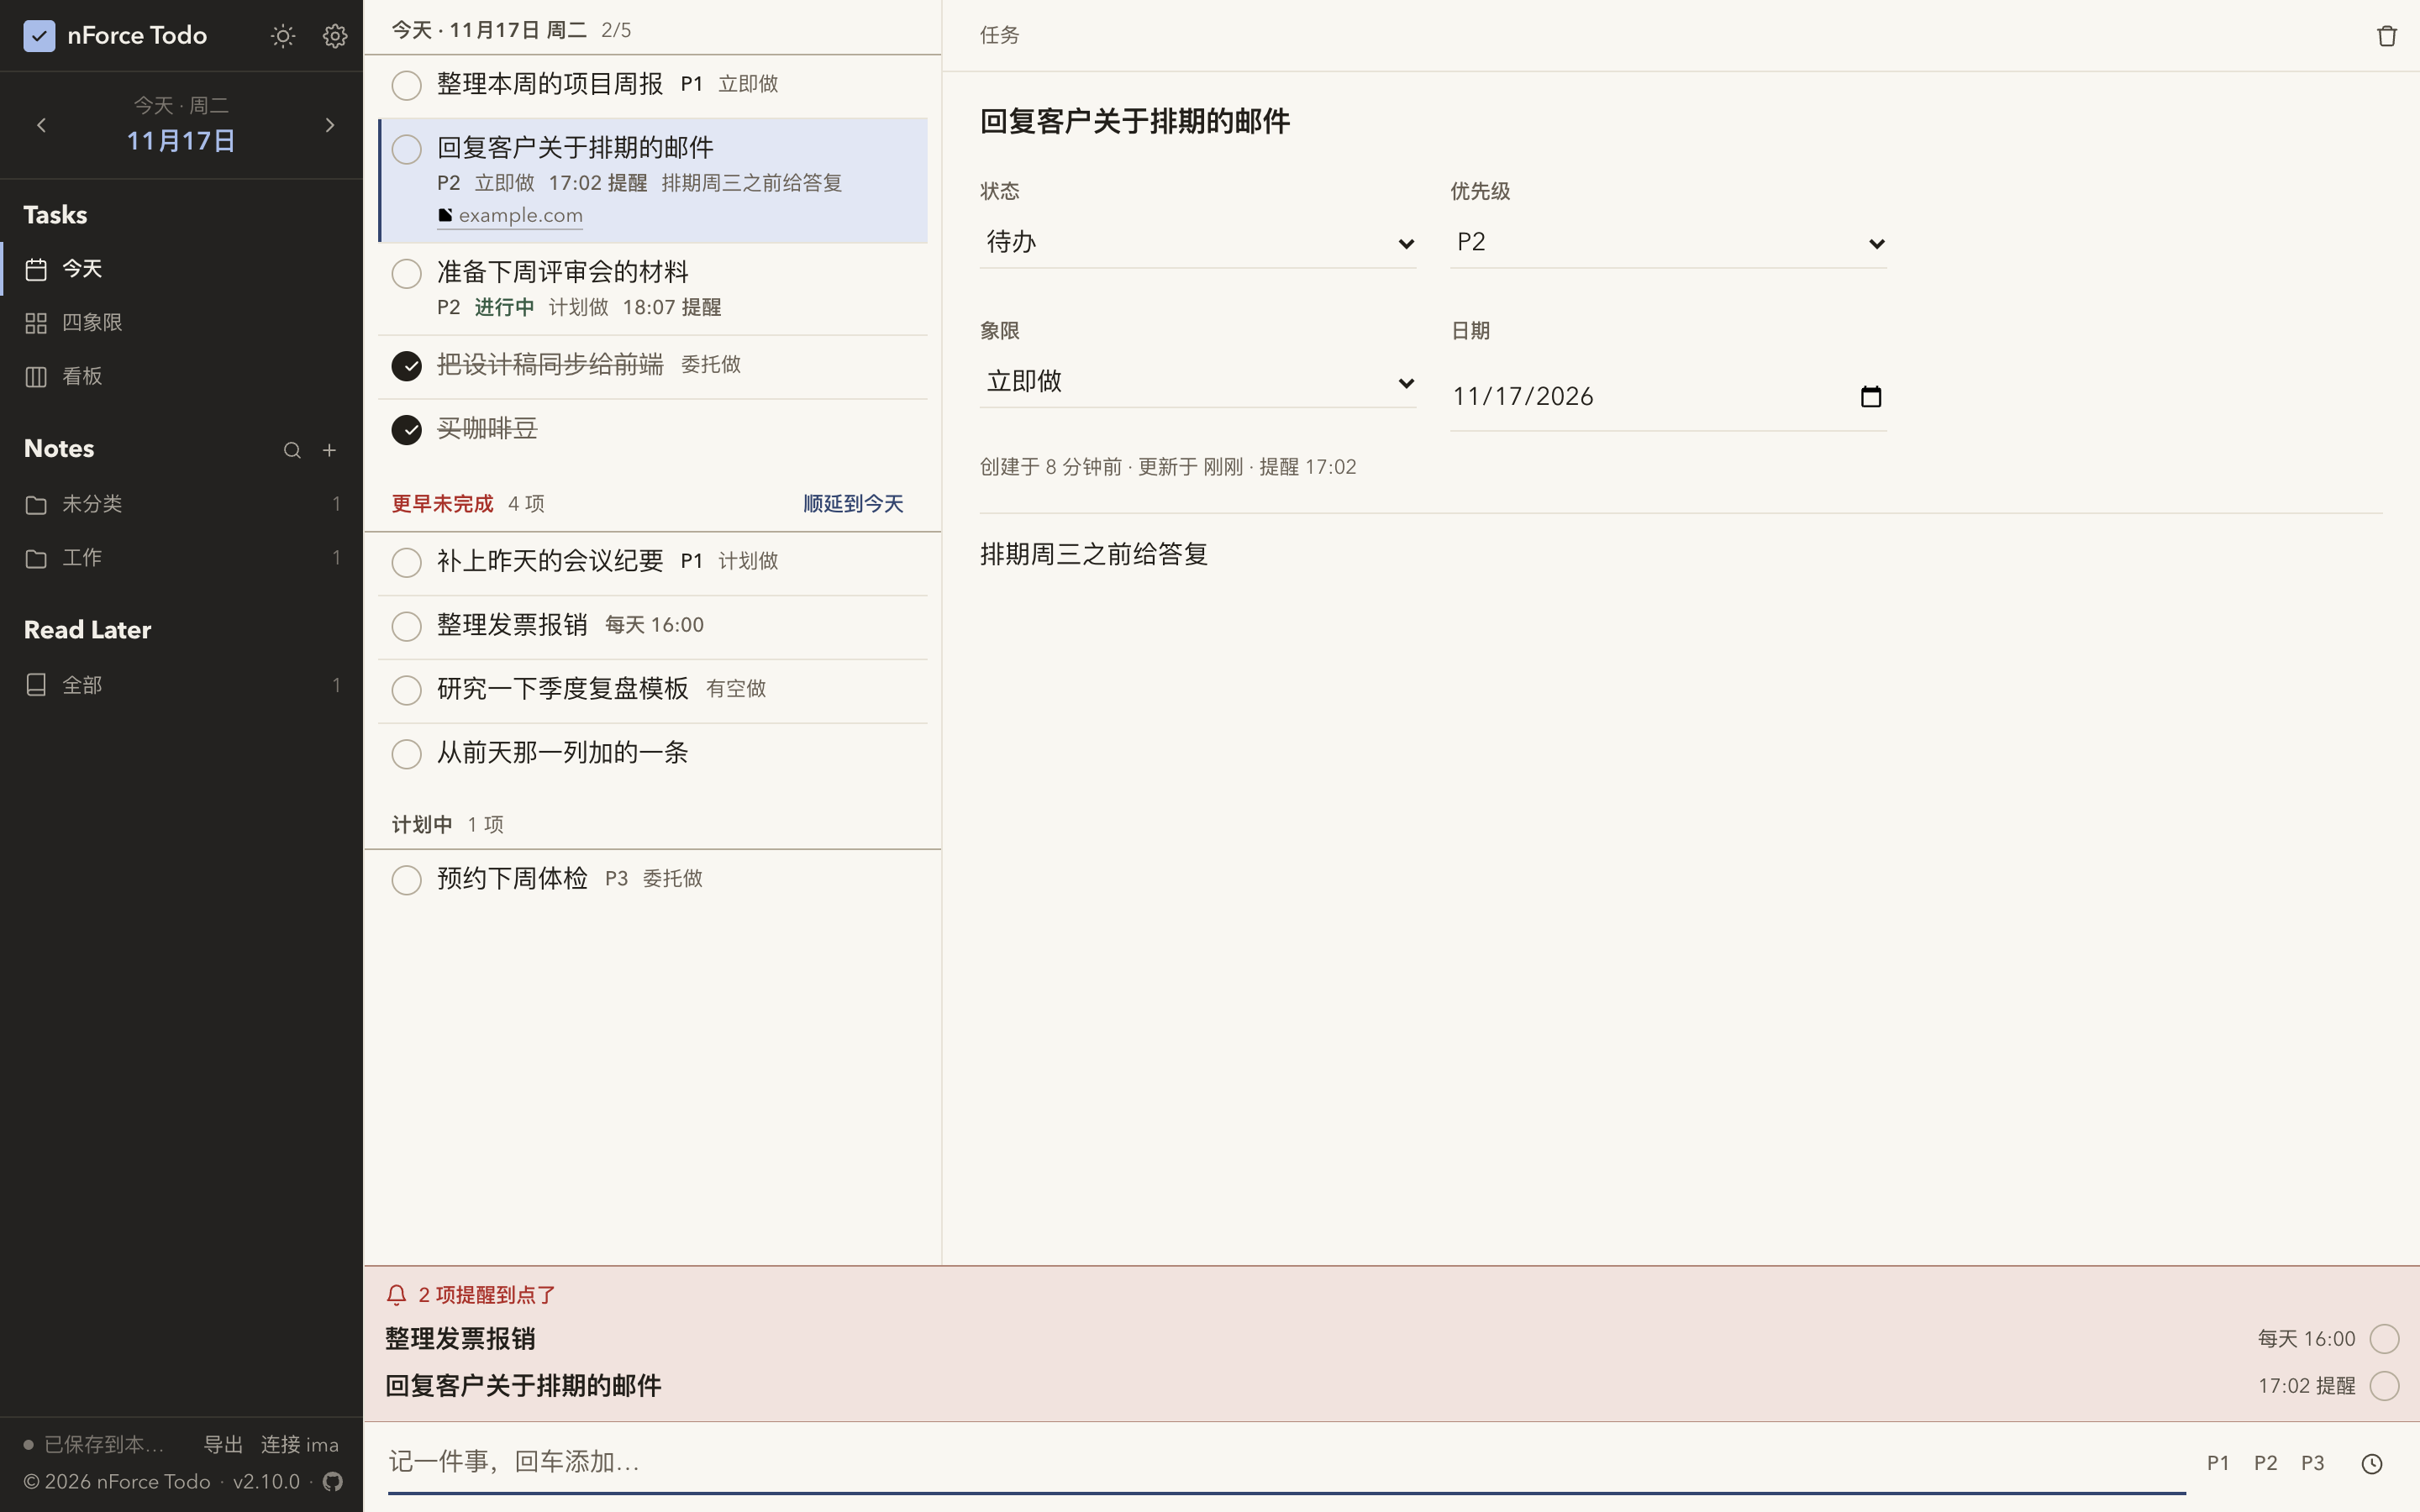 nForce Todo
今天 · 周二
11月17日
Tasks
今天
四象限
看板
Notes
未分类 1
工作 1
Read Later
全部 1
已保存到本… 导出 连接 ima
© 2026 nForce Todo · v2.10.0 ·
今天 · 11月17日 周二 2/5
整理本周的项目周报 P1 立即做
回复客户关于排期的邮件
P2 立即做 17:02 提醒 排期周三之前给答复
example.com
准备下周评审会的材料
P2 进行中 计划做 18:07 提醒
把设计稿同步给前端 委托做
买咖啡豆
更早未完成 4 项 顺延到今天
补上昨天的会议纪要 P1 计划做
整理发票报销 每天 16:00
研究一下季度复盘模板 有空做
从前天那一列加的一条
计划中 1 项
预约下周体检 P3 委托做
任务
回复客户关于排期的邮件
状态 优先级
待办 P2
象限 日期
立即做 11/17/2026
创建于 8 分钟前 · 更新于 刚刚 · 提醒 17:02
排期周三之前给答复
2 项提醒到点了
整理发票报销 每天 16:00
回复客户关于排期的邮件 17:02 提醒
记一件事，回车添加… P1 P2 P3